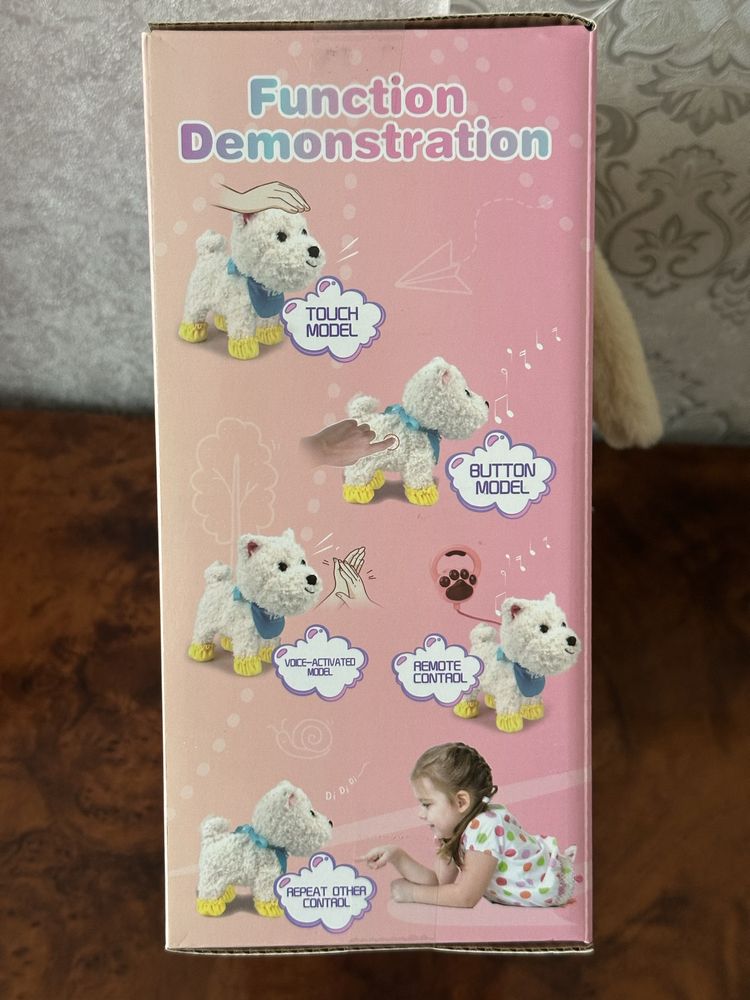 Function
Demonstration
TOUCH
MODEL
BUTTON
MODEL
VOICE-ACTIVATED
MODEL
REMOTE
CONTROL
Di Di Di
REPEAT OTHER
CONTROL